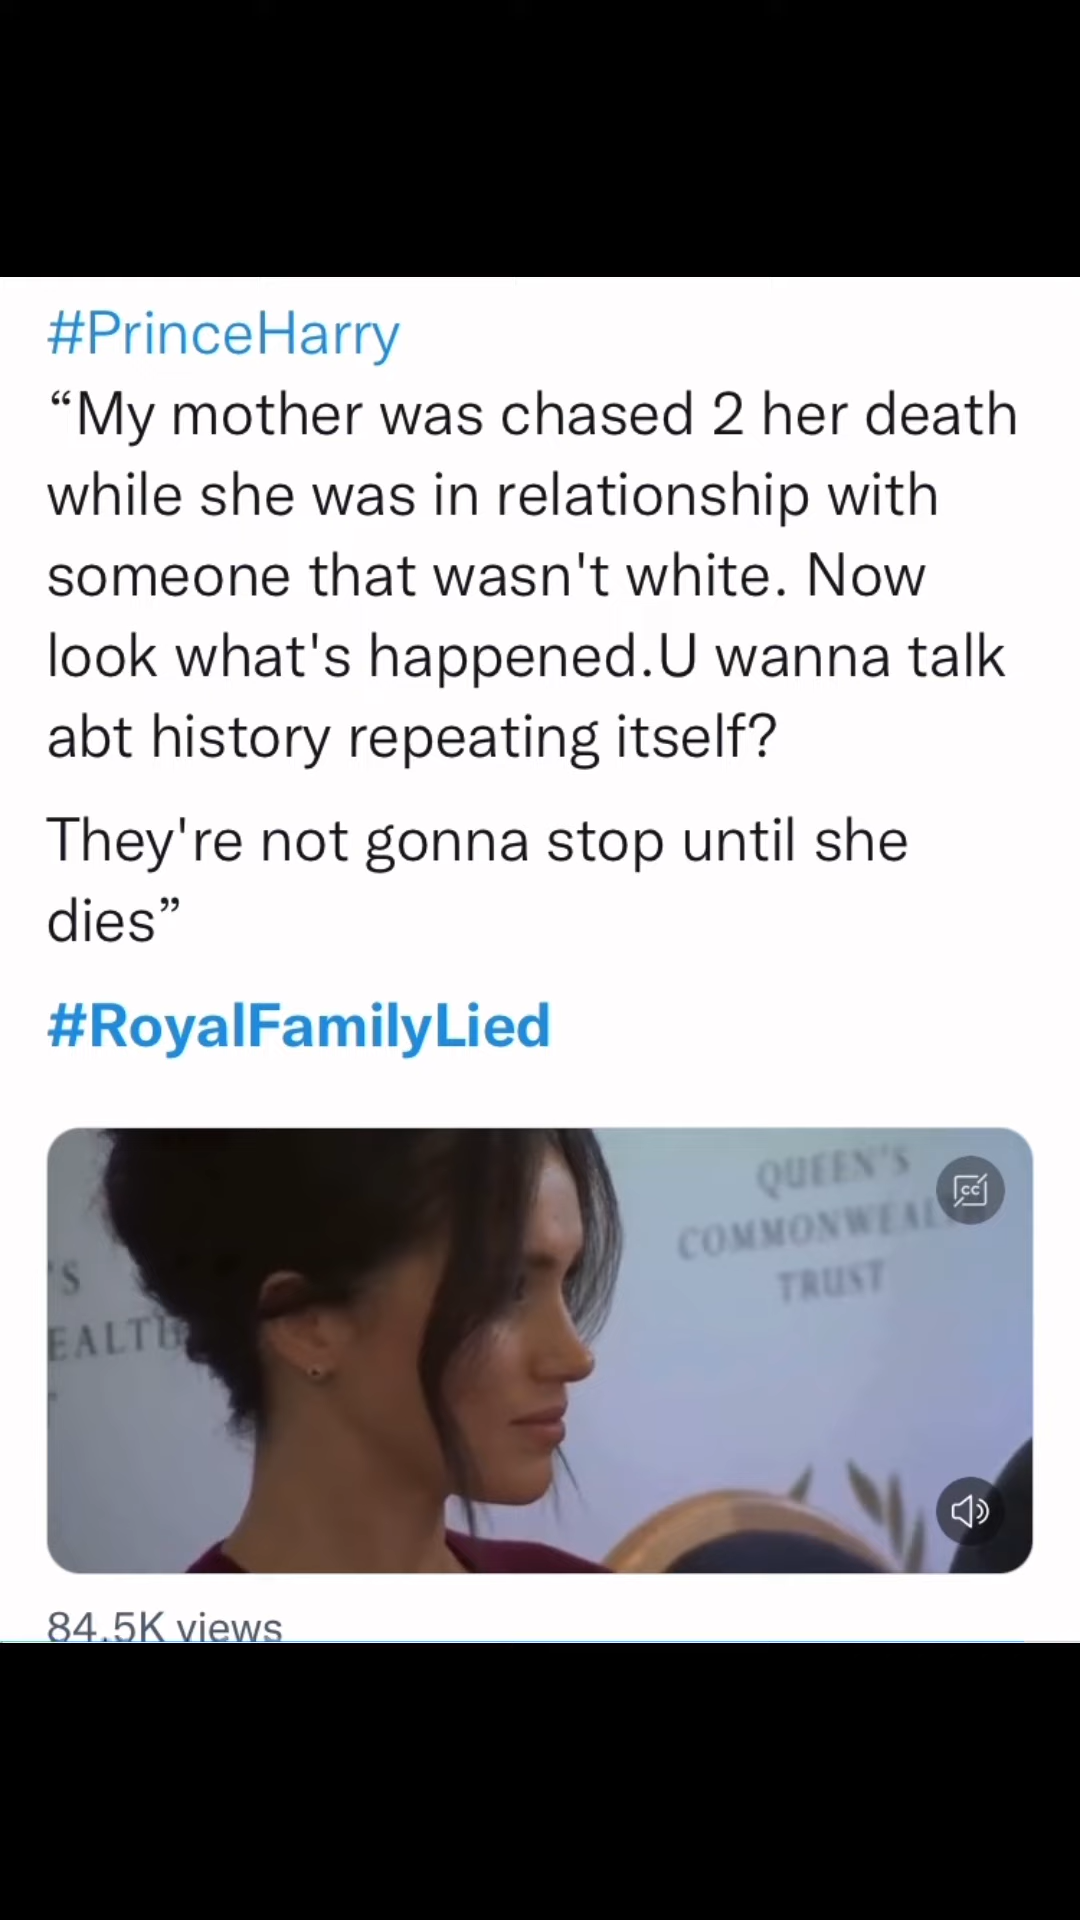 #PrinceHarry
“My mother was chased 2 her death
while she was in relationship with
someone that wasn't white. Now
look what's happened.U wanna talk
abt history repeating itself?
They're not gonna stop until she
dies”
#RoyalFamilyLied
QUEEN'S
COMMONWEAL
TRUST
'S
EALTH
CC
84.5K views